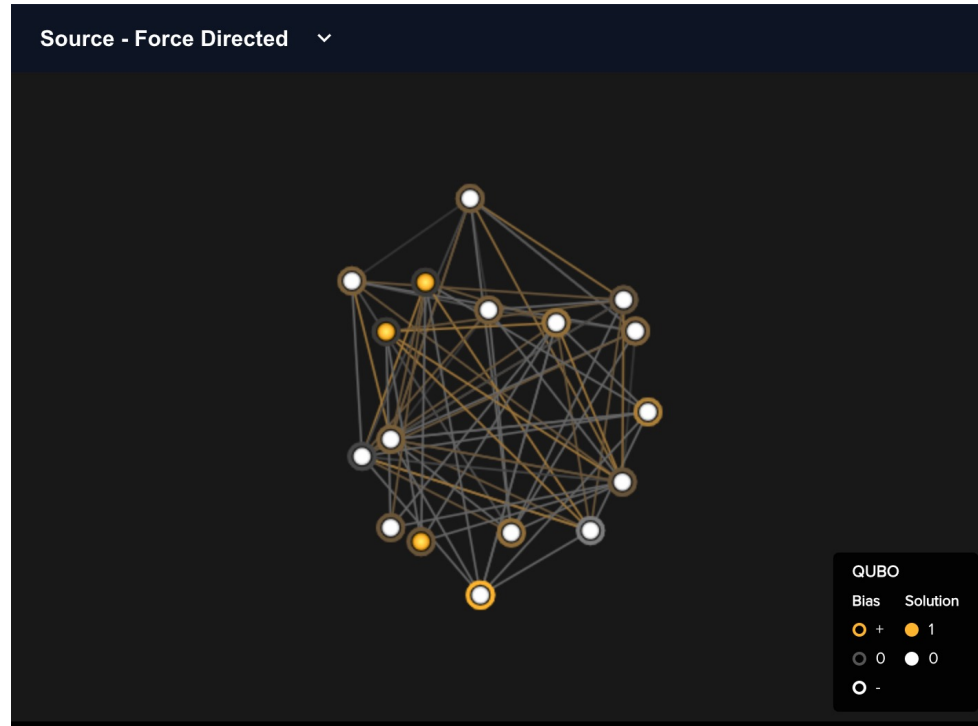 Source - Force Directed
QUBO
Bias Solution
+ 1
0 0
-